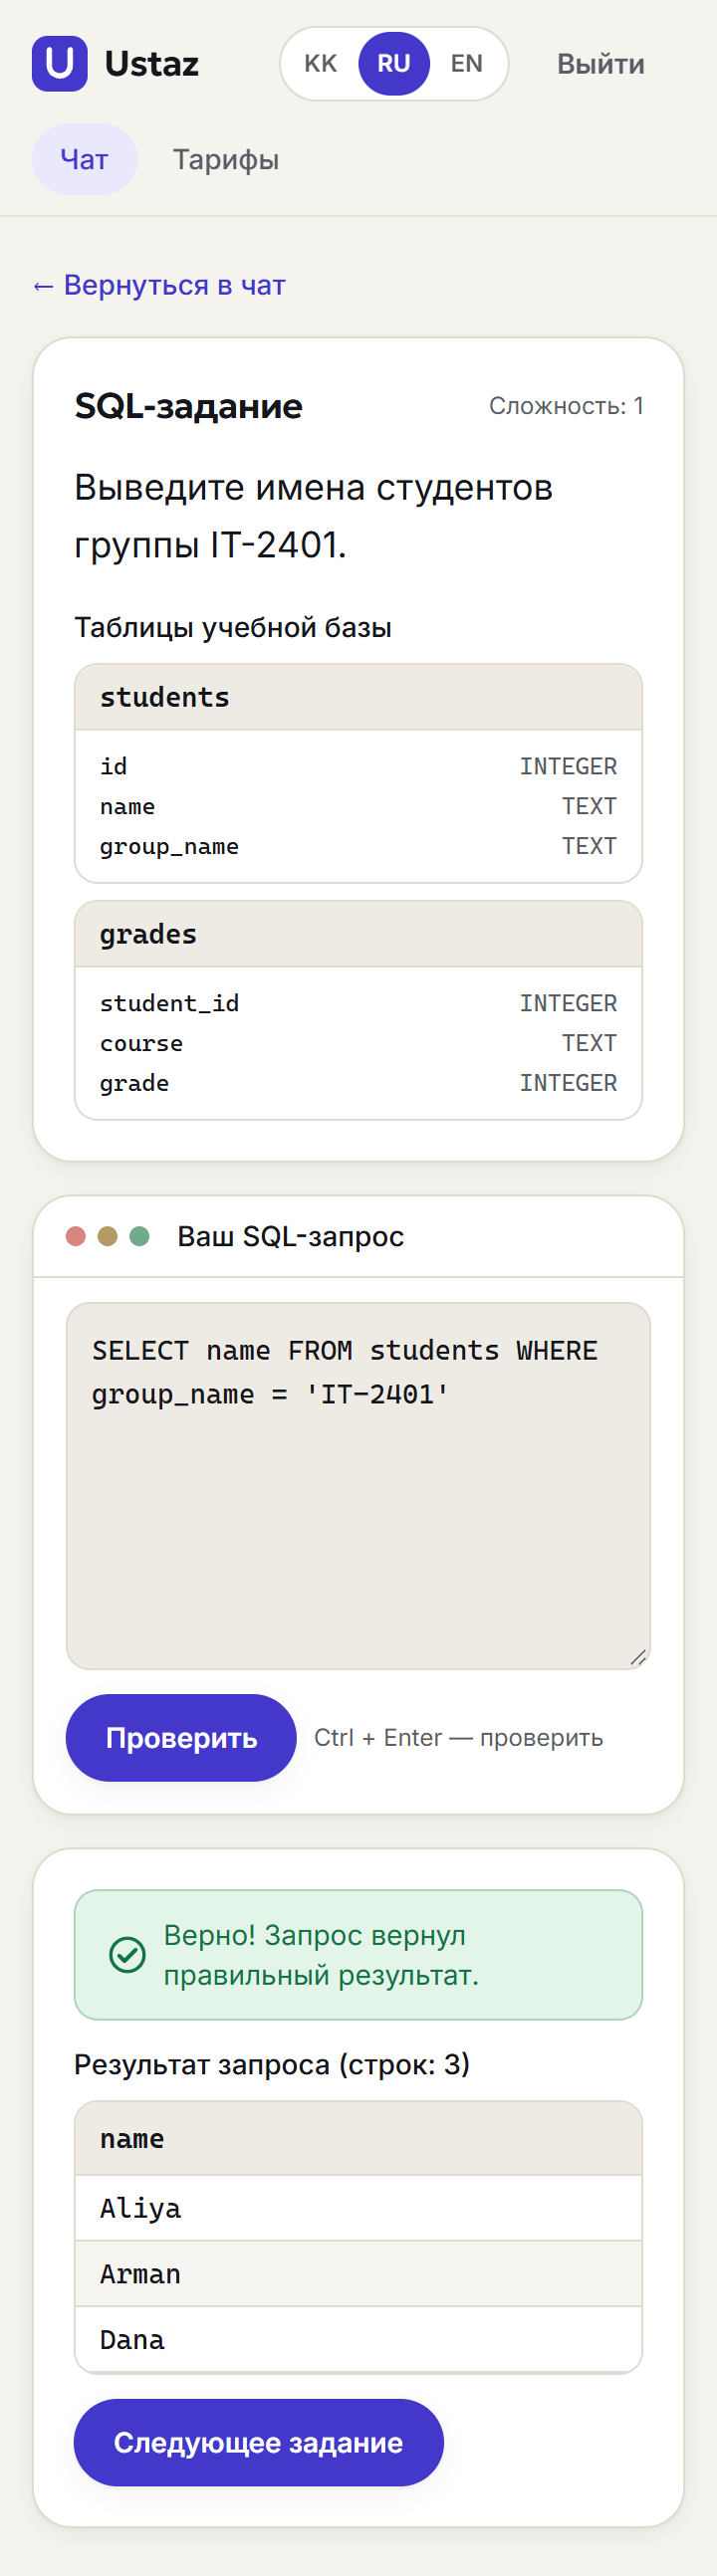 U Ustaz KK RU EN Выйти
Чат Тарифы
← Вернуться в чат
SQL-задание Сложность: 1
Выведите имена студентов
группы IT-2401.
Таблицы учебной базы
students
id INTEGER
name TEXT
group_name TEXT
grades
student_id INTEGER
course TEXT
grade INTEGER
Ваш SQL-запрос
SELECT name FROM students WHERE
group_name = 'IT-2401'
Проверить Ctrl + Enter — проверить
Верно! Запрос вернул
правильный результат.
Результат запроса (строк: 3)
name
Aliya
Arman
Dana
Следующее задание